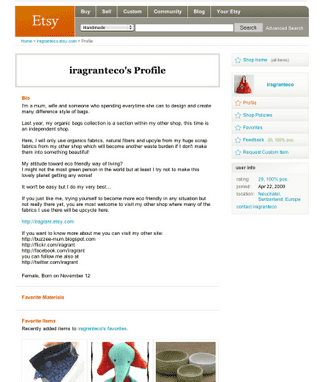 Etsy
Buy Sell Custom Community Blog Your Etsy
Handmade Search Advanced Search
Home > iragranteco.etsy.com > Profile
iragranteco's Profile
Bio
I'm a mum, wife and someone who spending everytime she can to design and create
many difference style of bags.
Last year, my organic bags collection is a section within my other shop, this time is
an independent shop.
Here, I will only use organics fabrics, natural fibers and upcyle from my huge scrap
fabrics from my other shop which will become another waste burden if I don't make
them into something beautiful!
My attitude toward eco friendly way of living?
I might not the most green person in the world but at least I try not to make this
lovely planet getting any worse!
It won't be easy but I do my very best...
If you just like me, trying yourself to become more eco friendly in any situation but
not really there yet, you are most welcome to visit my other shop where many of the
fabrics I use there will be upcycle here.
http://iragrant.etsy.com
If you want to know more about me you can visit my other site:
http://buzzee-mum.blogspot.com
http://flickr.com/iragrant
http://facebook.com/iragrant
you can follow me also at
http://twitter.com/iragrant
Female, Born on November 12
Favorite Materials
Favorite Items
Recently added items to iragranteco's favorites.
Shop home (all items)
iragranteco
Profile
Shop Policies
Favorites
Feedback 29, 100% pos.
Request Custom Item
user info
rating: 29, 100% pos.
joined: Apr 22, 2009
location: Neuchatel, Switzerland, Europe
contact iragranteco